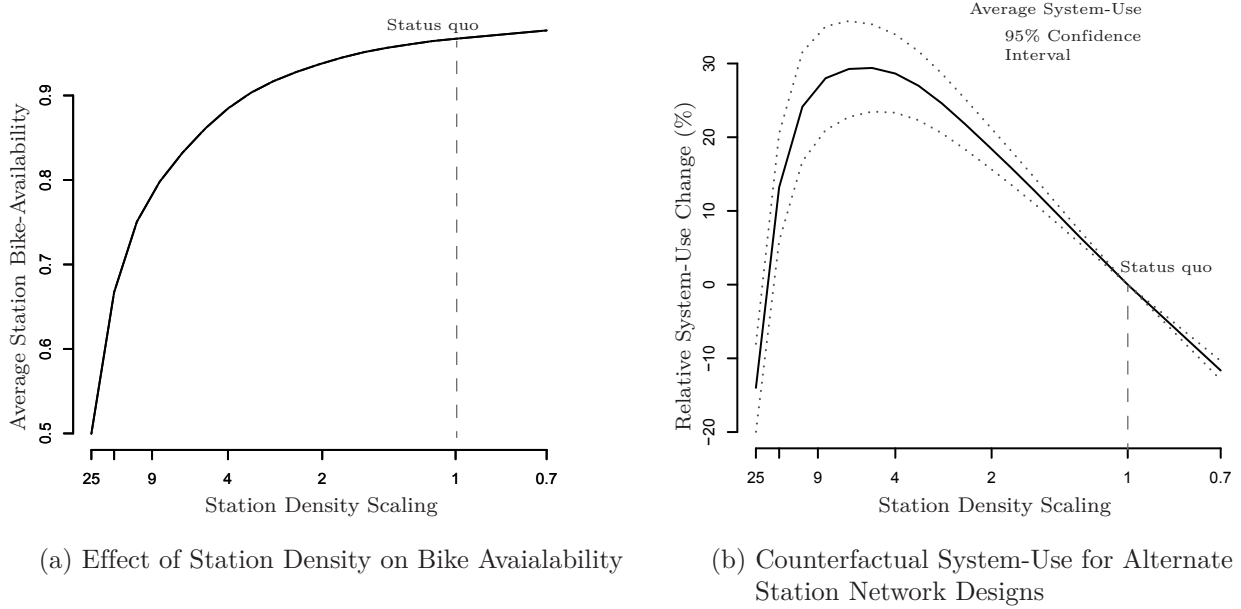 Status quo
Average Station Bike-Availability
0.9
0.8
0.7
0.6
0.5
25 9 4 2 1 0.7
Station Density Scaling
(a) Effect of Station Density on Bike Avaialability
Average System-Use
95% Confidence
Interval
Relative System-Use Change (%)
30
20
10
0
−10
−20
Status quo
25 9 4 2 1 0.7
Station Density Scaling
(b) Counterfactual System-Use for Alternate
Station Network Designs